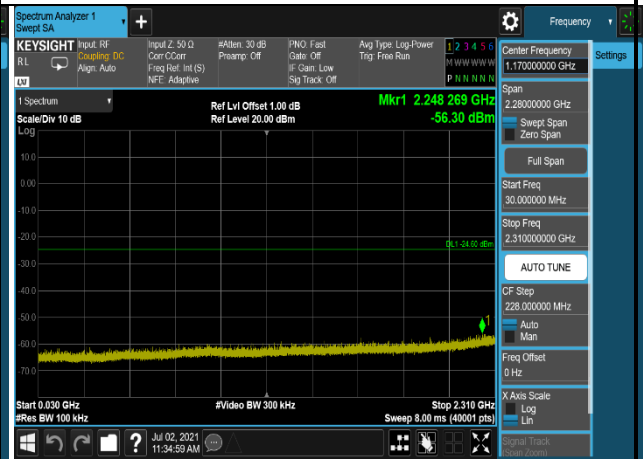 Spectrum Analyzer 1
Swept SA
Frequency
KEYSIGHT
RL
Input: RF
Coupling: DC
Align: Auto
Input Z: 50 Ω
Corr CCorr
Freq Ref: Int (S)
NFE: Adaptive
#Atten: 30 dB
Preamp: Off
PNO: Fast
Gate: Off
IF Gain: Low
Sig Track: Off
Avg Type: Log-Power
Trig: Free Run
1 2 3 4 5 6
M W W W W W
P N N N N N
LXI
1 Spectrum
Scale/Div 10 dB
Log
Ref Lvl Offset 1.00 dB
Ref Level 20.00 dBm
Mkr1 2.248 269 GHz
-56.30 dBm
10.0
0.00
-10.0
-20.0
-30.0
-40.0
-50.0
-60.0
-70.0
DL1 -24.60 dBm
1
Start 0.030 GHz
#Res BW 100 kHz
#Video BW 300 kHz
Stop 2.310 GHz
Sweep 8.00 ms (40001 pts)
Jul 02, 2021
11:34:59 AM
Center Frequency
1.170000000 GHz
Settings
Span
2.28000000 GHz
Swept Span
Zero Span
Full Span
Start Freq
30.000000 MHz
Stop Freq
2.310000000 GHz
AUTO TUNE
CF Step
228.000000 MHz
Auto
Man
Freq Offset
0 Hz
X Axis Scale
Log
Lin
Signal Track
(Span Zoom)